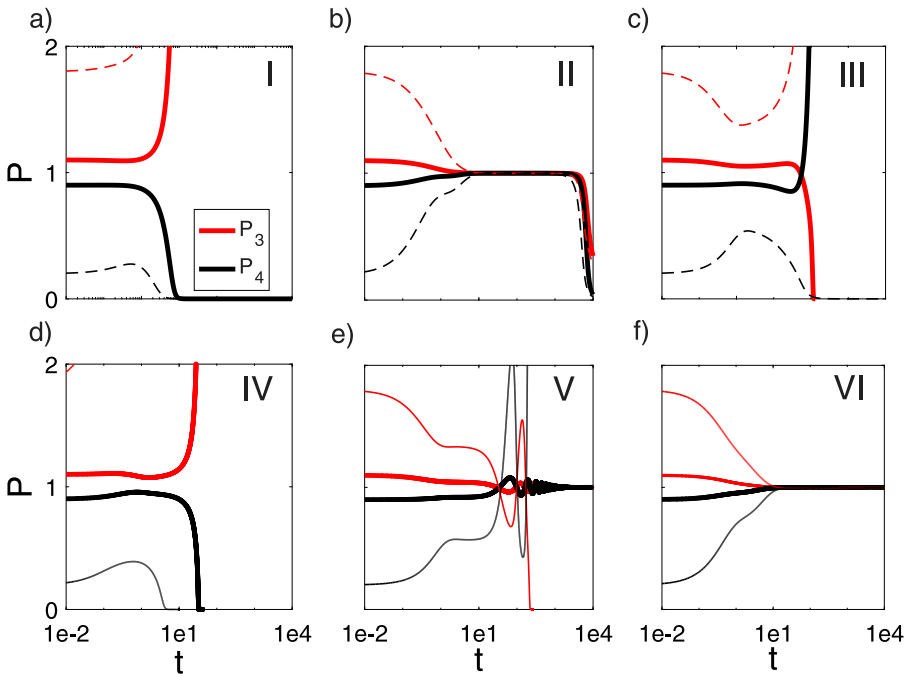 a)
b)
c)
2
I
II
III
1
P
P3
P4
0
d)
e)
f)
2
IV
V
VI
1
P
0
1e-2 1e1 1e4
1e-2 1e1 1e4
1e-2 1e1 1e4
t
t
t